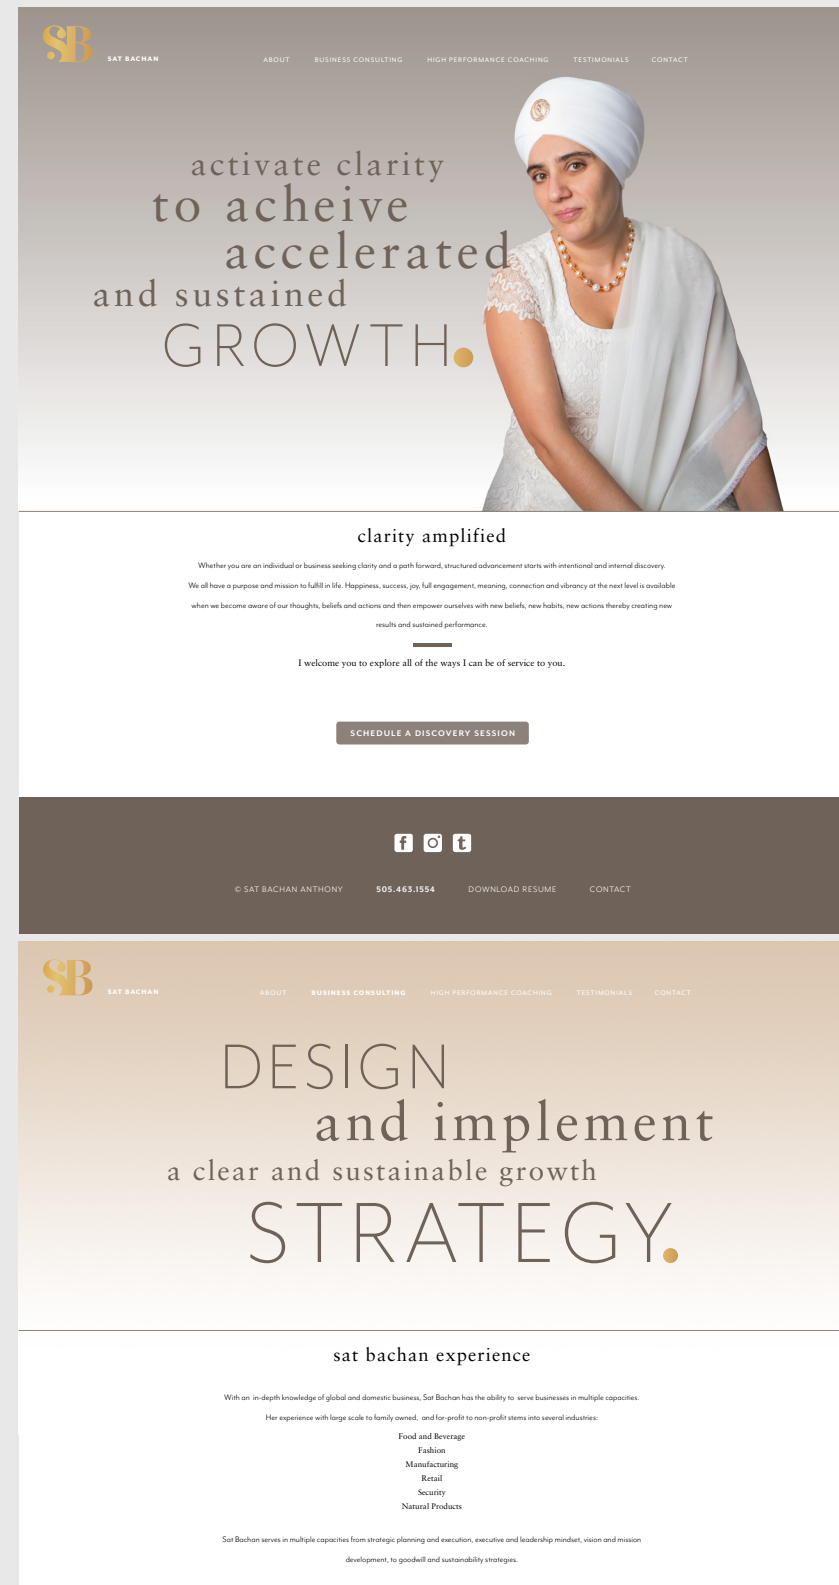 SB
SAT BACHAN
ABOUT BUSINESS CONSULTING HIGH PERFORMANCE COACHING TESTIMONIALS CONTACT
activate clarity
to acheive
accelerated
and sustained
GROWTH.
clarity amplified
Whether you are an individual or business seeking clarity and a path forward, structured advancement starts with intentional and internal discovery.
We all have a purpose and mission to fulfill in life. Happiness, success, joy, full engagement, meaning, connection and vibrancy at the next level is available
when we become aware of our thoughts, beliefs and actions and then empower ourselves with new beliefs, new habits, new actions thereby creating new
results and sustained performance.
I welcome you to explore all of the ways I can be of service to you.
SCHEDULE A DISCOVERY SESSION
f t
© SAT BACHAN ANTHONY 505.463.1554 DOWNLOAD RESUME CONTACT
SB
SAT BACHAN
ABOUT BUSINESS CONSULTING HIGH PERFORMANCE COACHING TESTIMONIALS CONTACT
DESIGN
and implement
a clear and sustainable growth
STRATEGY.
sat bachan experience
With an in-depth knowledge of global and domestic business, Sat Bachan has the ability to serve businesses in multiple capacities.
Her experience with large scale to family owned, and for-profit to non-profit stems into several industries:
Food and Beverage
Fashion
Manufacturing
Retail
Security
Natural Products
Sat Bachan serves in multiple capacities from strategic planning and execution, executive and leadership mindset, vision and mission
development, to goodwill and sustainability strategies.